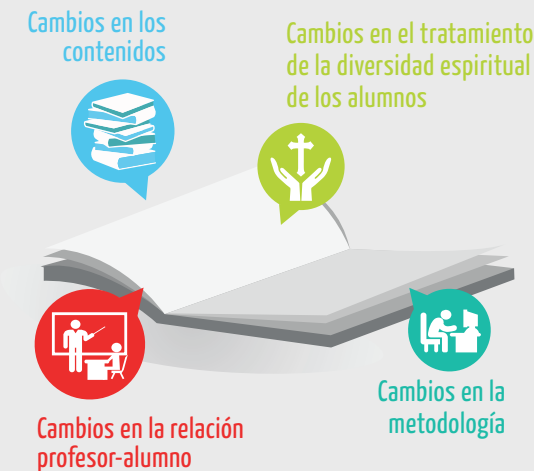 Cambios en los
contenidos
Cambios en el tratamiento
de la diversidad espiritual
de los alumnos
Cambios en la relación
profesor-alumno
Cambios en la
metodología